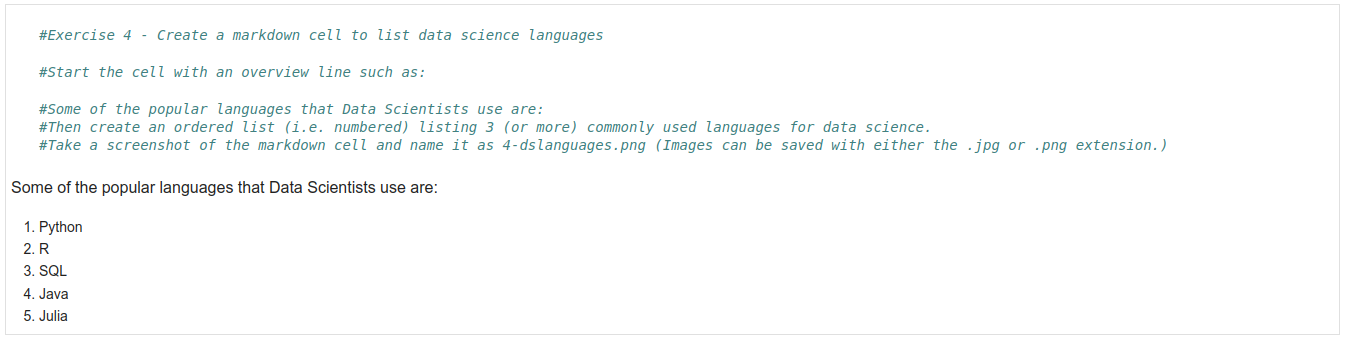 #Exercise 4 - Create a markdown cell to list data science languages
#Start the cell with an overview line such as:
#Some of the popular languages that Data Scientists use are:
#Then create an ordered list (i.e. numbered) listing 3 (or more) commonly used languages for data science.
#Take a screenshot of the markdown cell and name it as 4-dslanguages.png (Images can be saved with either the .jpg or .png extension.)
Some of the popular languages that Data Scientists use are:
1. Python
2. R
3. SQL
4. Java
5. Julia